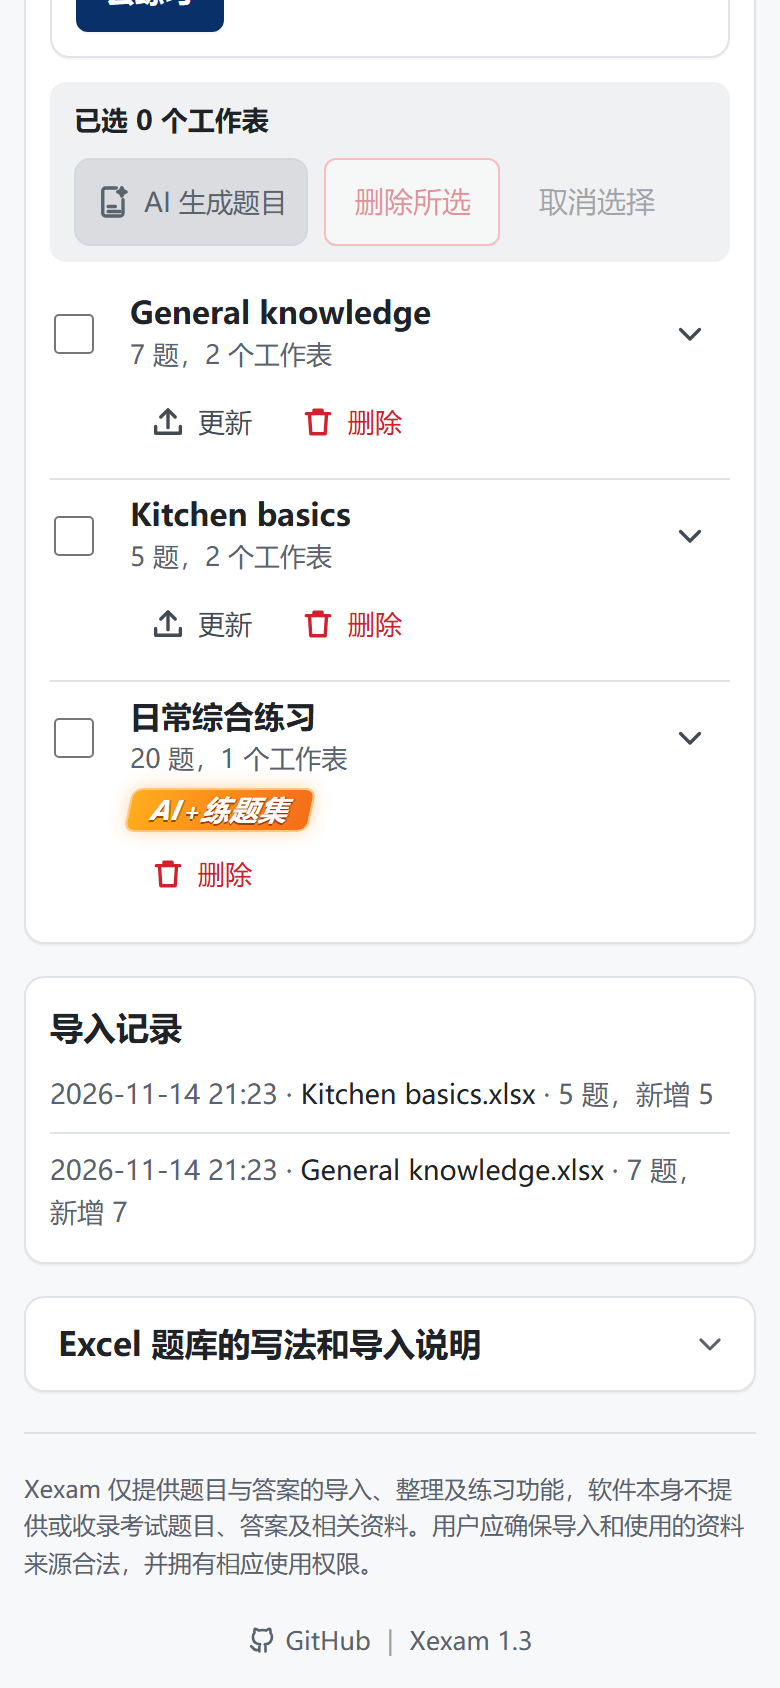 已选 0 个工作表
AI 生成题目
删除所选
取消选择
General knowledge
7 题，2 个工作表
更新
删除
Kitchen basics
5 题，2 个工作表
更新
删除
日常综合练习
20 题，1 个工作表
AI+练题集
删除
导入记录
2026-11-14 21:23 · Kitchen basics.xlsx · 5 题，新增 5
2026-11-14 21:23 · General knowledge.xlsx · 7 题，
新增 7
Excel 题库的写法和导入说明
Xexam 仅提供题目与答案的导入、整理及练习功能，软件本身不提
供或收录考试题目、答案及相关资料。用户应确保导入和使用的资料
来源合法，并拥有相应使用权限。
GitHub | Xexam 1.3